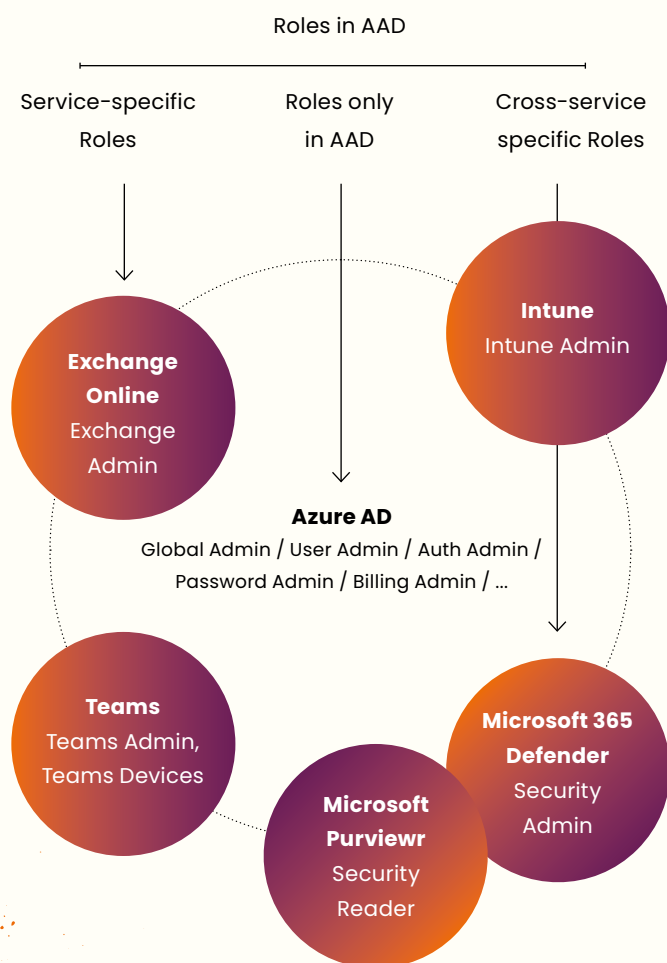 Roles in AAD
Service-specific
Roles
Roles only
in AAD
Cross-service
specific Roles
Exchange
Online
Exchange
Admin
Intune
Intune Admin
Azure AD
Global Admin / User Admin / Auth Admin /
Password Admin / Billing Admin / ...
Teams
Teams Admin,
Teams Devices
Microsoft
Purviewr
Security
Reader
Microsoft 365
Defender
Security
Admin